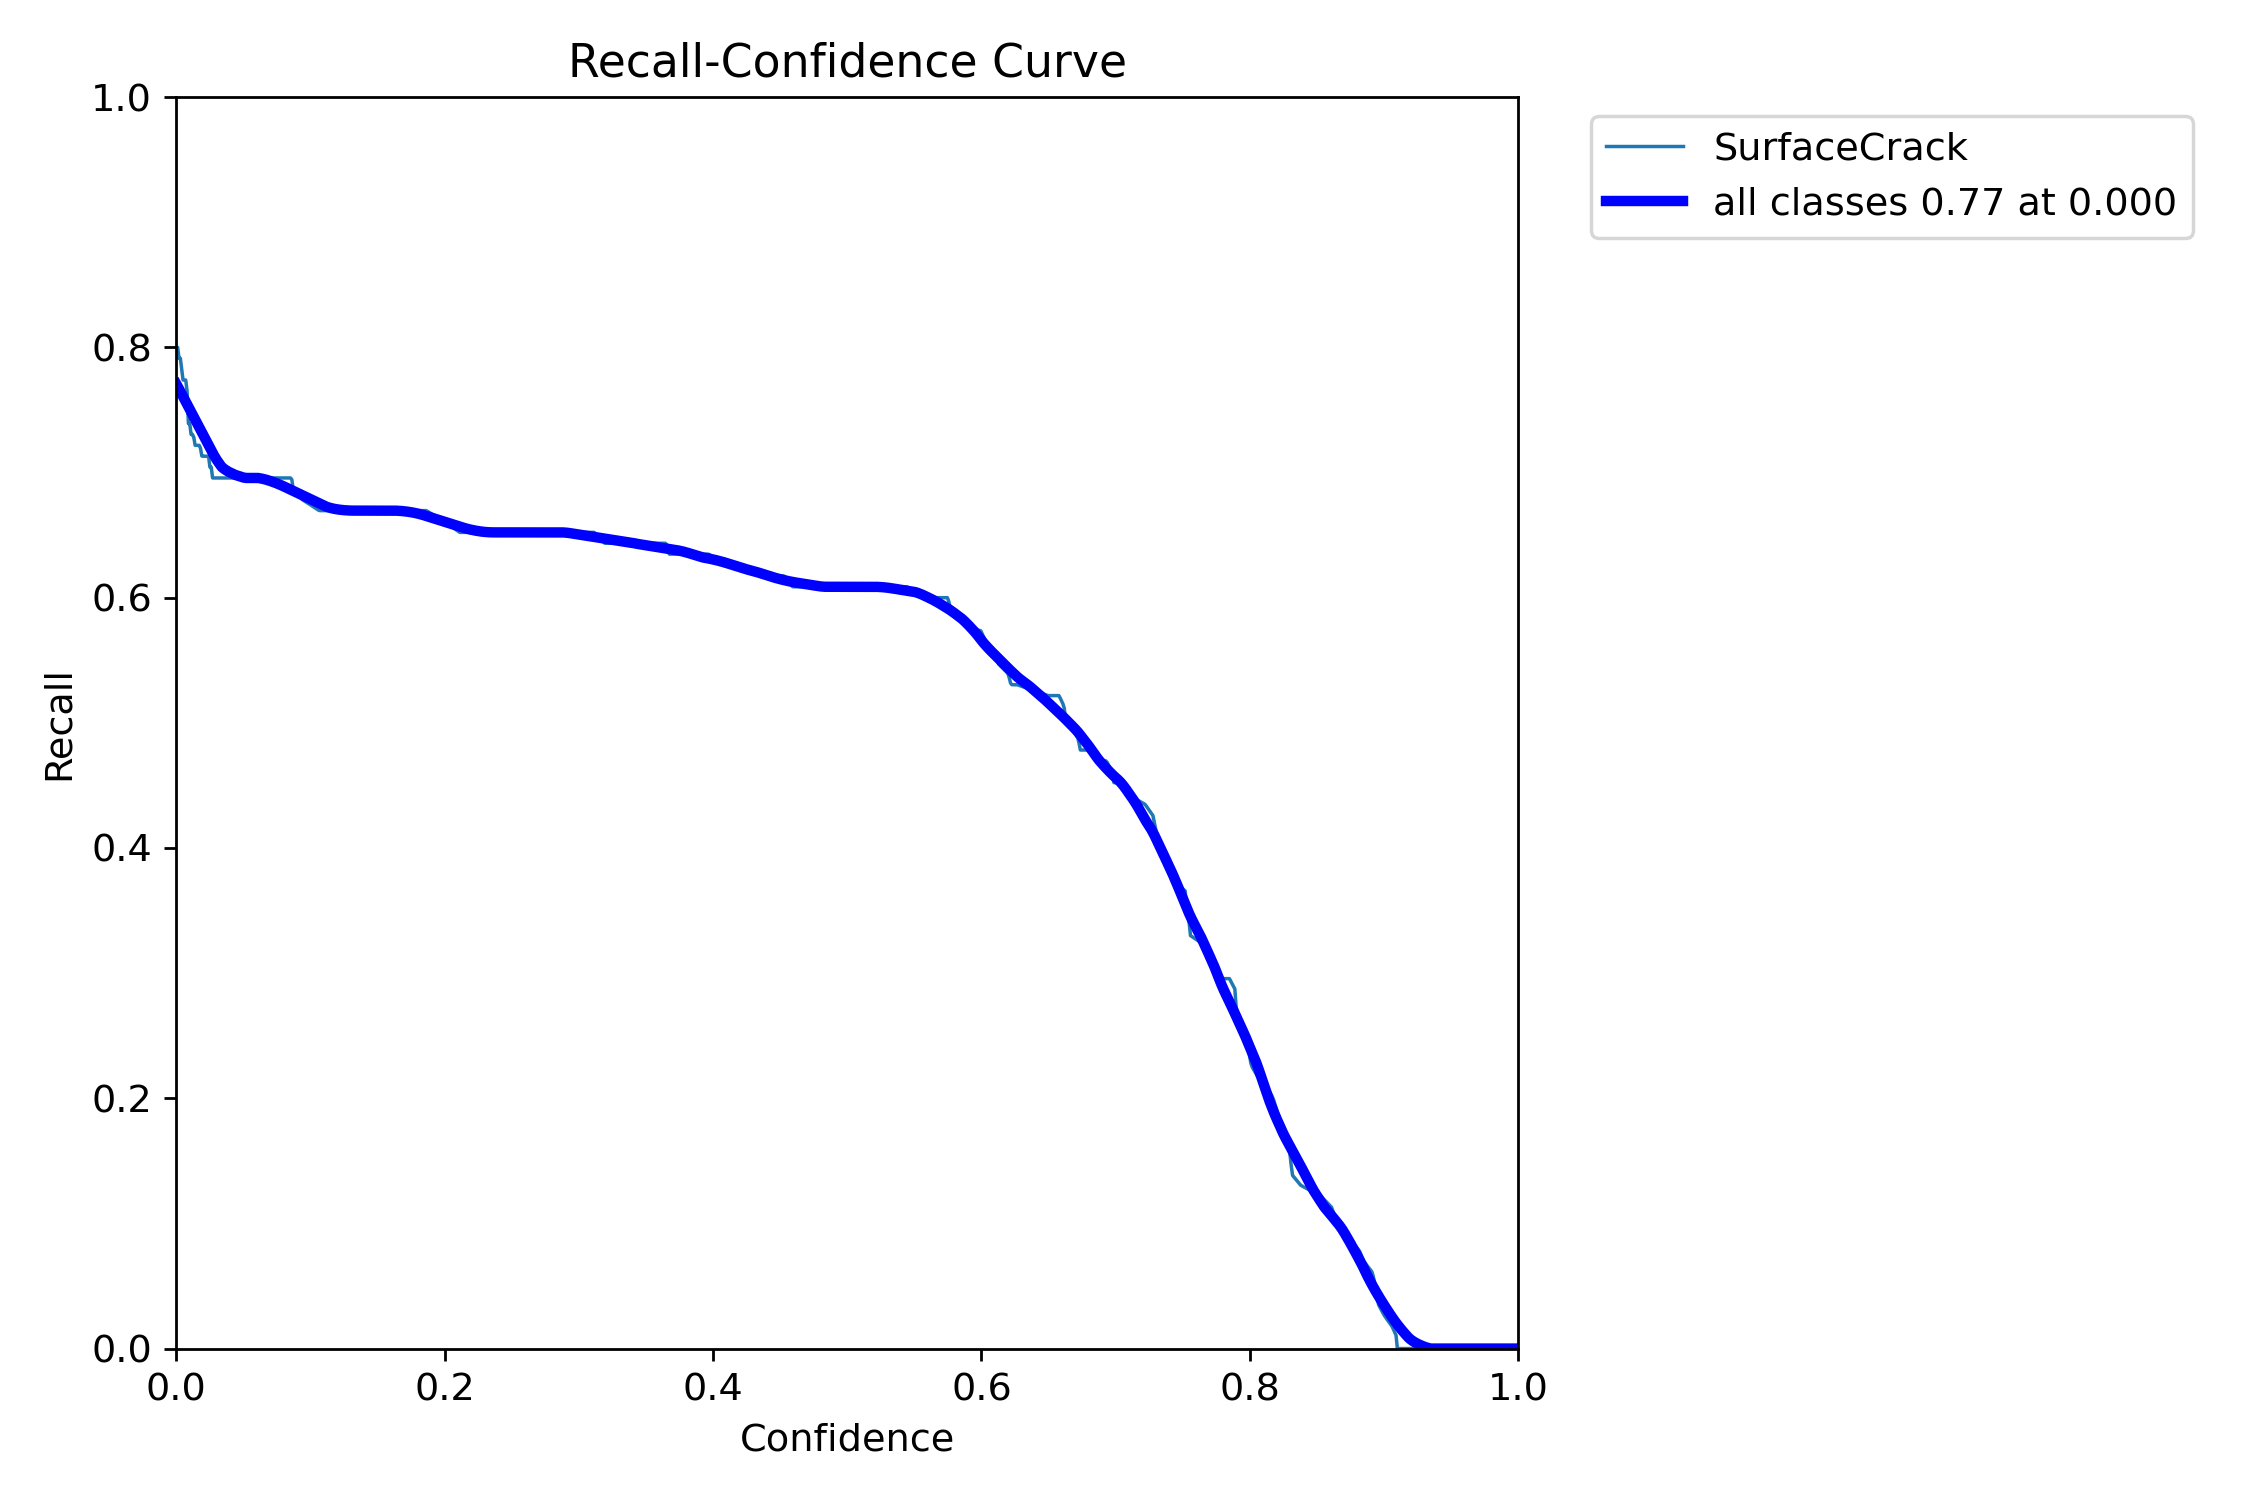 Recall-Confidence Curve
1.0
0.8
0.6
0.4
0.2
0.0
Recall
0.0 0.2 0.4 0.6 0.8 1.0
Confidence
SurfaceCrack
all classes 0.77 at 0.000